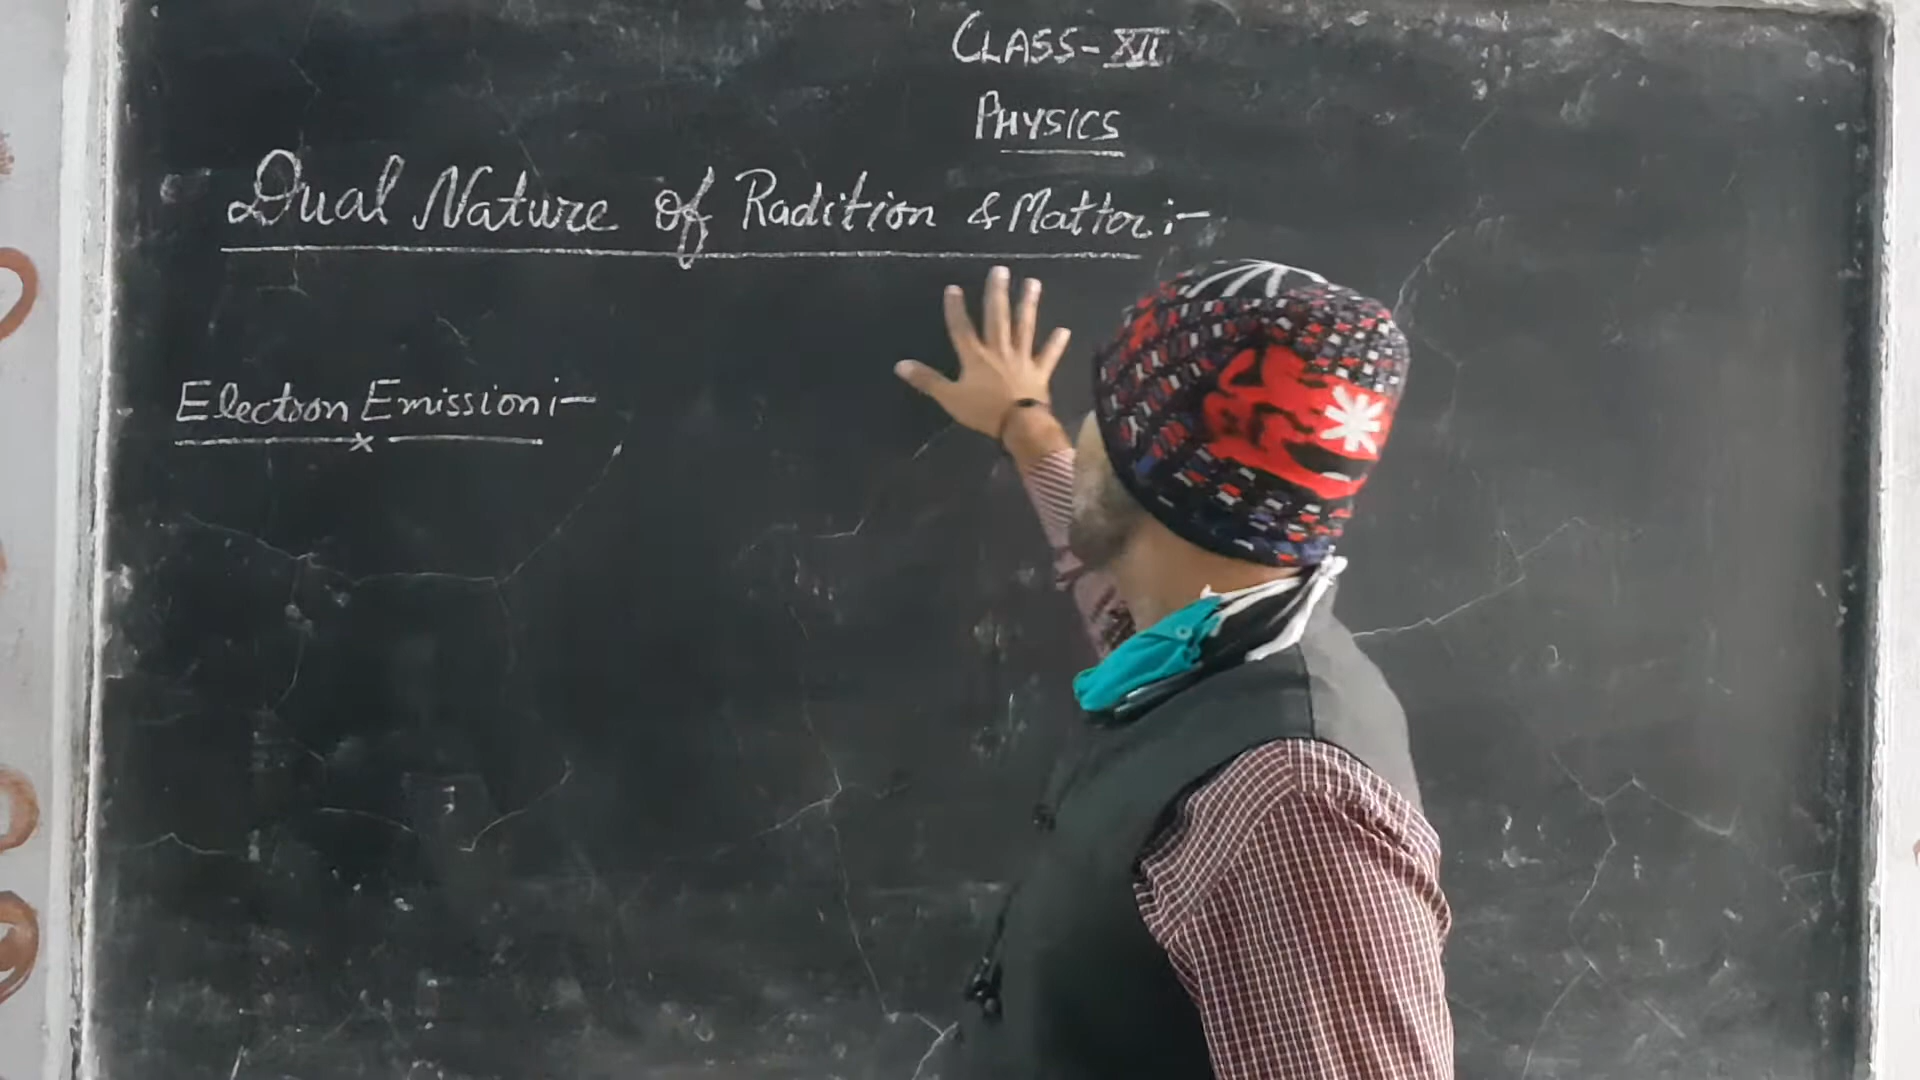 CLASS-XII
PHYSICS
Dual Nature of Radition & Matter:-
Electron Emission:-